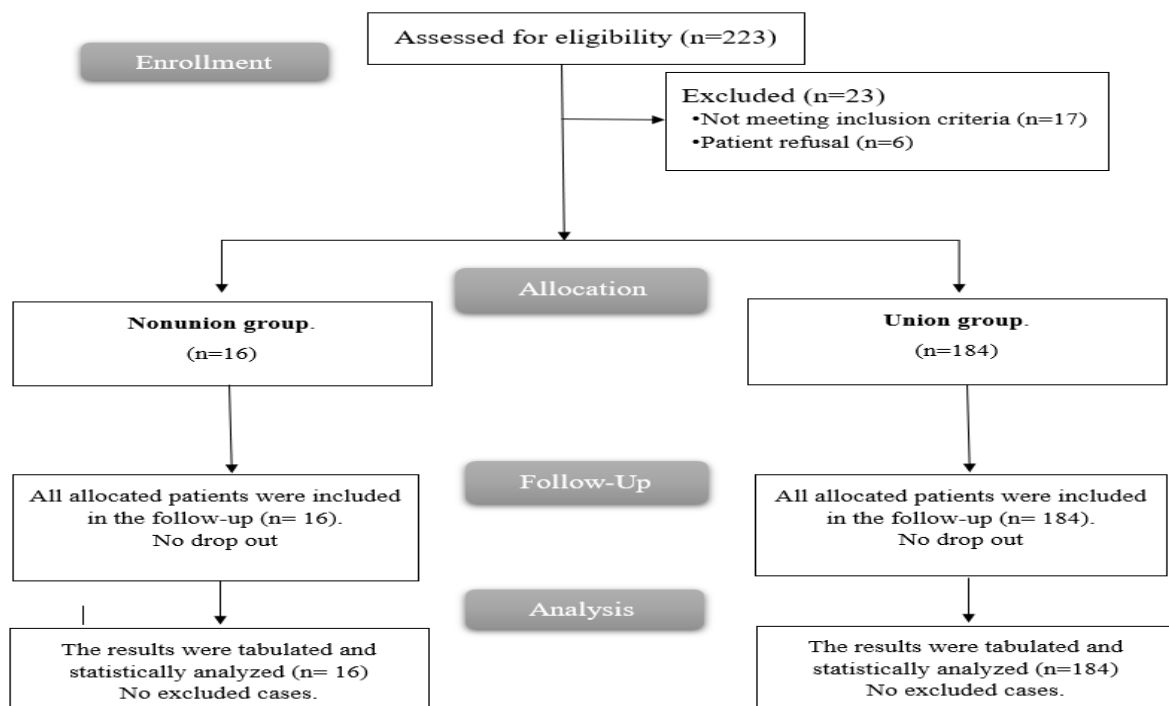 Assessed for eligibility (n=223)
Enrollment
Excluded (n=23)
•Not meeting inclusion criteria (n=17)
•Patient refusal (n=6)
Allocation
Nonunion group.
(n=16)
Union group.
(n=184)
Follow-Up
All allocated patients were included
in the follow-up (n= 16).
No drop out
All allocated patients were included
in the follow-up (n= 184).
No drop out
Analysis
The results were tabulated and
statistically analyzed (n= 16)
No excluded cases.
The results were tabulated and
statistically analyzed (n=184)
No excluded cases.